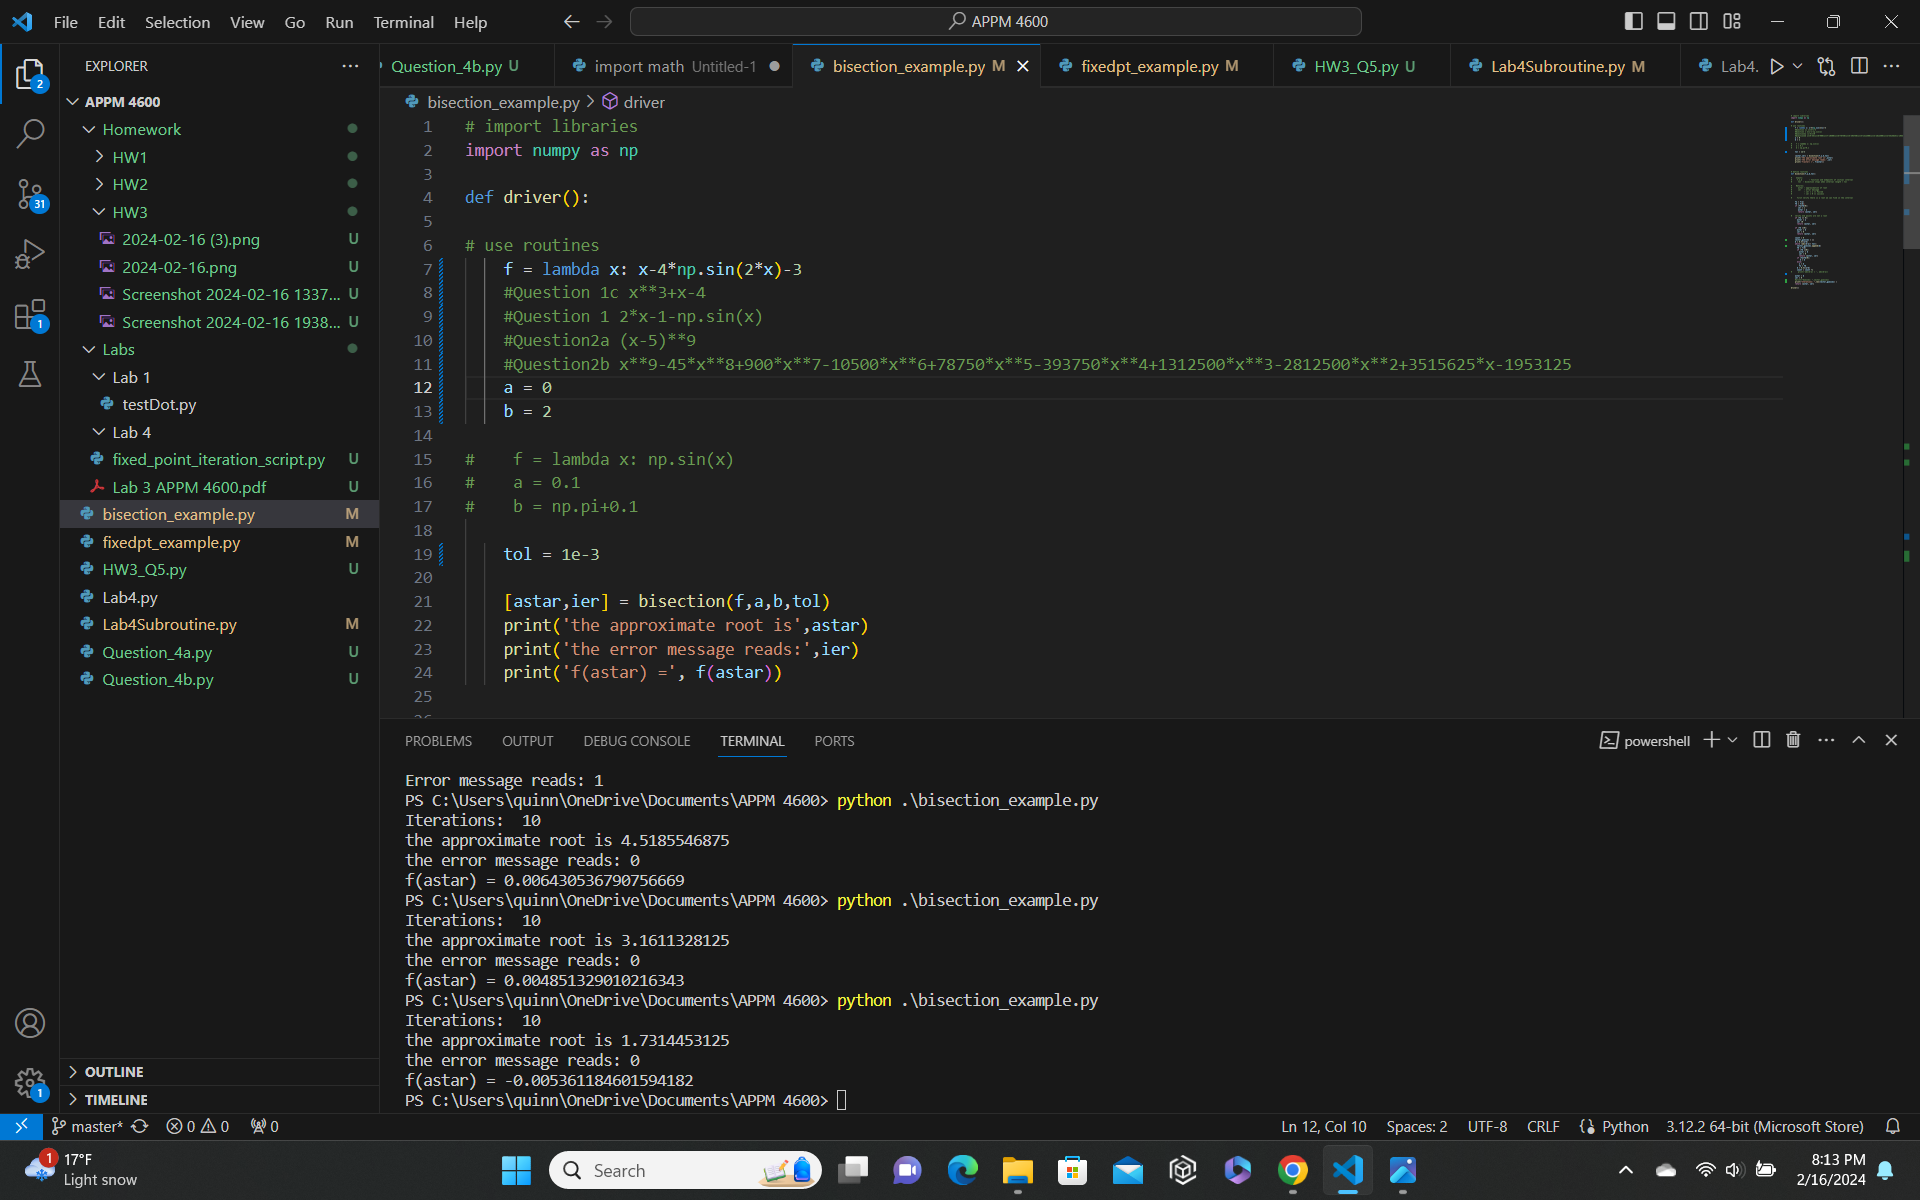 File Edit Selection View Go Run Terminal Help
APPM 4600
EXPLORER
APPM 4600
Homework
HW1
HW2
HW3
2024-02-16 (3).png U
2024-02-16.png U
Screenshot 2024-02-16 1337... U
Screenshot 2024-02-16 1938... U
Labs
Lab 1
testDot.py
Lab 4
fixed_point_iteration_script.py U
Lab 3 APPM 4600.pdf U
bisection_example.py M
fixedpt_example.py M
HW3_Q5.py U
Lab4.py
Lab4Subroutine.py M
Question_4a.py U
Question_4b.py U
OUTLINE
TIMELINE
2
31
1
1
Question_4b.py U import math Untitled-1 bisection_example.py M fixedpt_example.py M HW3_Q5.py U Lab4Subroutine.py M Lab4.
bisection_example.py > driver
1 # import libraries
2 import numpy as np
3
4 def driver():
5
6 # use routines
7 f = lambda x: x-4*np.sin(2*x)-3
8 #Question 1c x**3+x-4
9 #Question 1 2*x-1-np.sin(x)
10 #Question2a (x-5)**9
11 #Question2b x**9-45*x**8+900*x**7-10500*x**6+78750*x**5-393750*x**4+1312500*x**3-2812500*x**2+3515625*x-1953125
12 a = 0
13 b = 2
14
15 # f = lambda x: np.sin(x)
16 # a = 0.1
17 # b = np.pi+0.1
18
19 tol = 1e-3
20
21 [astar,ier] = bisection(f,a,b,tol)
22 print('the approximate root is',astar)
23 print('the error message reads:',ier)
24 print('f(astar) =', f(astar))
25
PROBLEMS OUTPUT DEBUG CONSOLE TERMINAL PORTS
powershell
Error message reads: 1
PS C:\Users\quinn\OneDrive\Documents\APPM 4600> python .\bisection_example.py
Iterations:  10
the approximate root is 4.5185546875
the error message reads: 0
f(astar) = 0.006430536790756669
PS C:\Users\quinn\OneDrive\Documents\APPM 4600> python .\bisection_example.py
Iterations:  10
the approximate root is 3.1611328125
the error message reads: 0
f(astar) = 0.004851329010216343
PS C:\Users\quinn\OneDrive\Documents\APPM 4600> python .\bisection_example.py
Iterations:  10
the approximate root is 1.7314453125
the error message reads: 0
f(astar) = -0.005361184601594182
PS C:\Users\quinn\OneDrive\Documents\APPM 4600>
master* 0 0 0 Ln 12, Col 10 Spaces: 2 UTF-8 CRLF Python 3.12.2 64-bit (Microsoft Store)
1
17°F
Light snow
Search
8:13 PM
2/16/2024